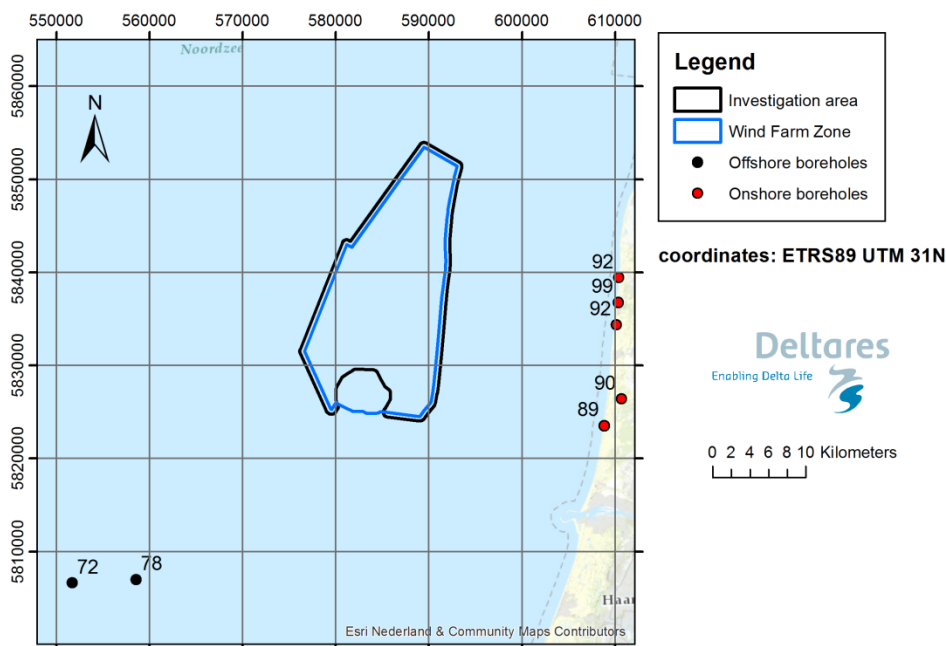 550000 560000 570000 580000 590000 600000 610000
Noordzee
N
5860000
5850000
5840000
5830000
5820000
5810000
92
99
92
90
89
72
78
Haar
Esri Nederland & Community Maps Contributors
Legend
Investigation area
Wind Farm Zone
Offshore boreholes
Onshore boreholes
coordinates: ETRS89 UTM 31N
Deltares
Enabling Delta Life
0 2 4 6 8 10 Kilometers